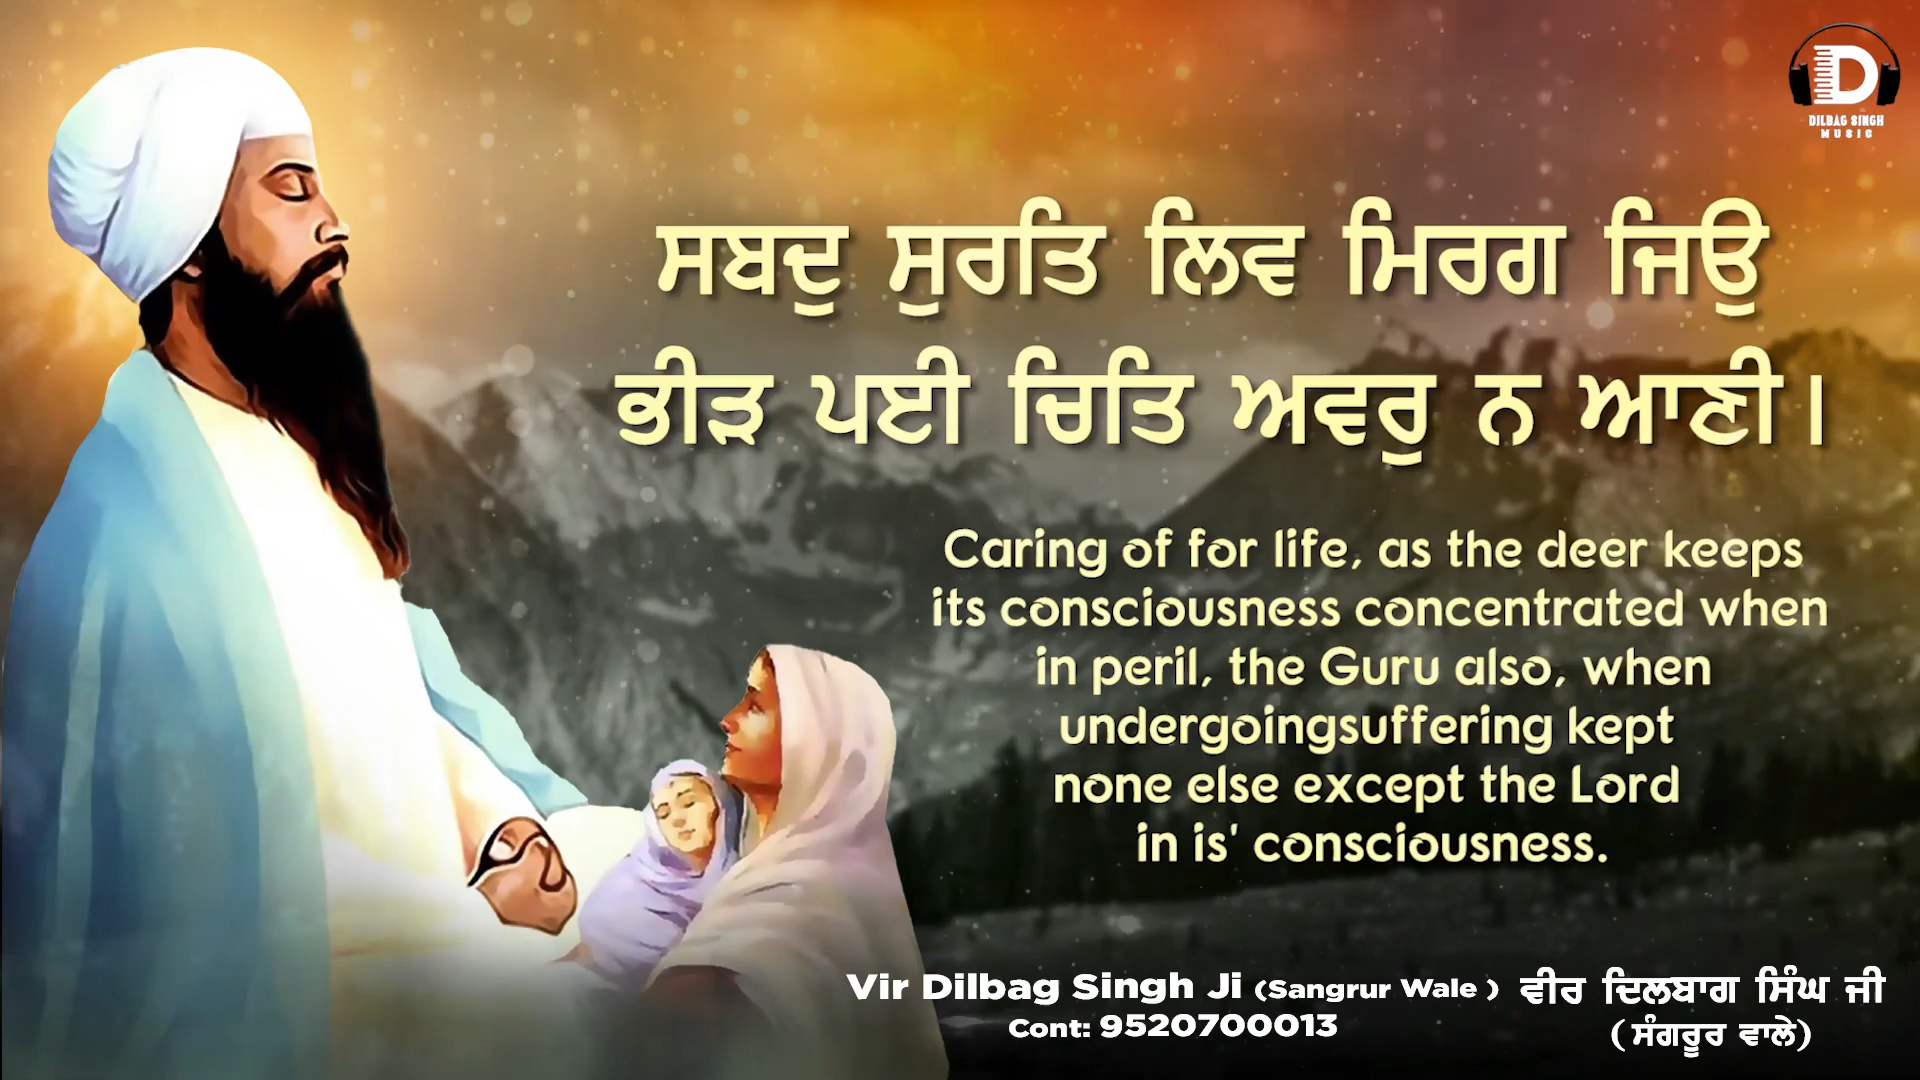 DILBAG SINGH
MUSIC
ਸਬਦੁ ਸੁਰਤਿ ਲਿਵ ਮਿਰਗ ਜਿਉ
ਭੀੜ ਪਈ ਚਿਤਿ ਅਵਰੁ ਨ ਆਣੀ।
Caring of for life, as the deer keeps
its consciousness concentrated when
in peril, the Guru also, when
undergoingsuffering kept
none else except the Lord
in is' consciousness.
Vir Dilbag Singh Ji (Sangrur Wale ) ਵੀਰ ਦਿਲਬਾਗ ਸਿੰਘ ਜੀ
Cont: 9520700013 (ਸੰਗਰੂਰ ਵਾਲੇ)